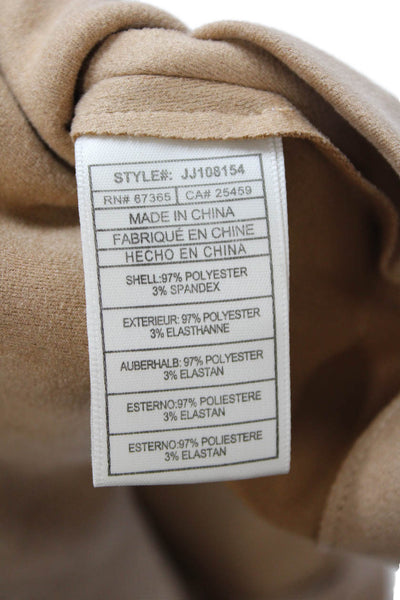 STYLE#: JJ108154
RN# 67365 CA# 25459
MADE IN CHINA
FABRIQUÉ EN CHINE
HECHO EN CHINA
SHELL:97% POLYESTER
3% SPANDEX
EXTERIEUR: 97% POLYESTER
3% ELASTHANNE
AUBERHALB: 97% POLYESTER
3% ELASTAN
ESTERNO:97% POLIESTERE
3% ELASTAN
ESTERNO:97% POLIESTERE
3% ELASTAN